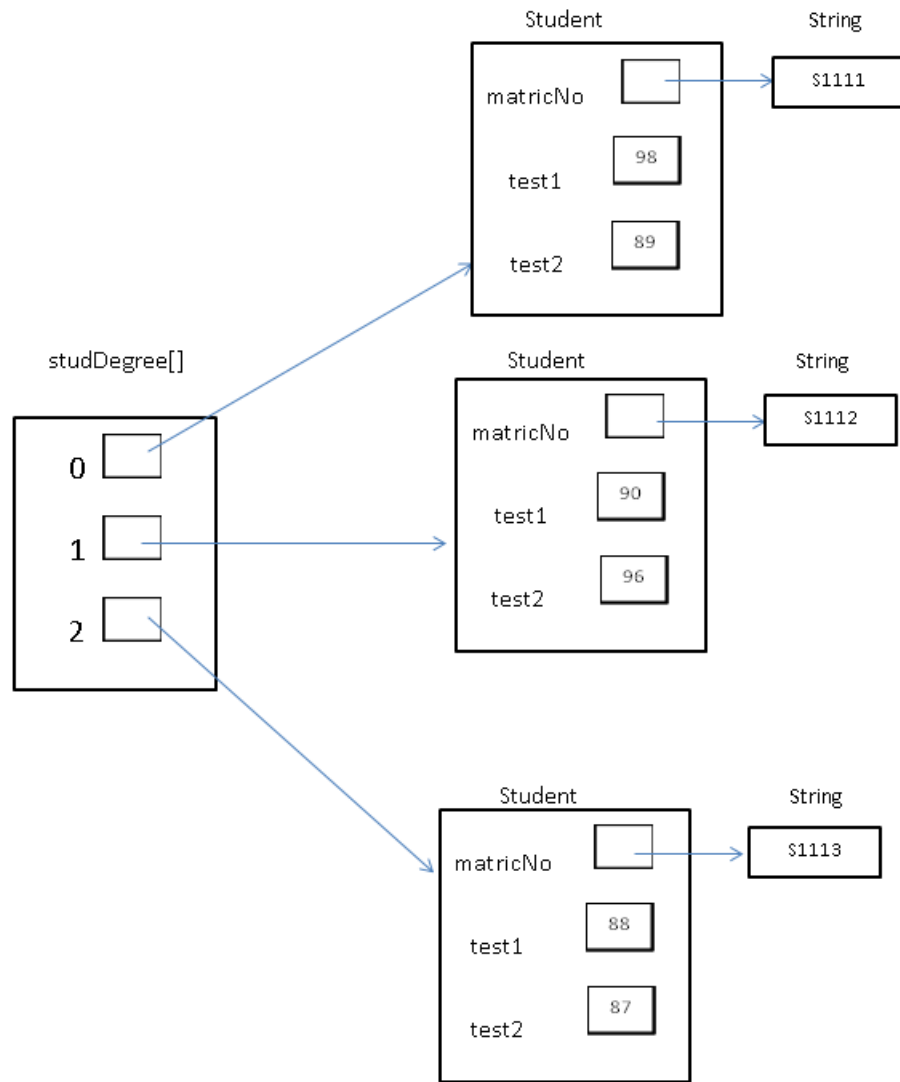 Student
String
matricNo
S1111
test1
98
test2
89
studDegree[]
0
1
2
Student
String
matricNo
S1112
test1
90
test2
96
Student
String
matricNo
S1113
test1
88
test2
87